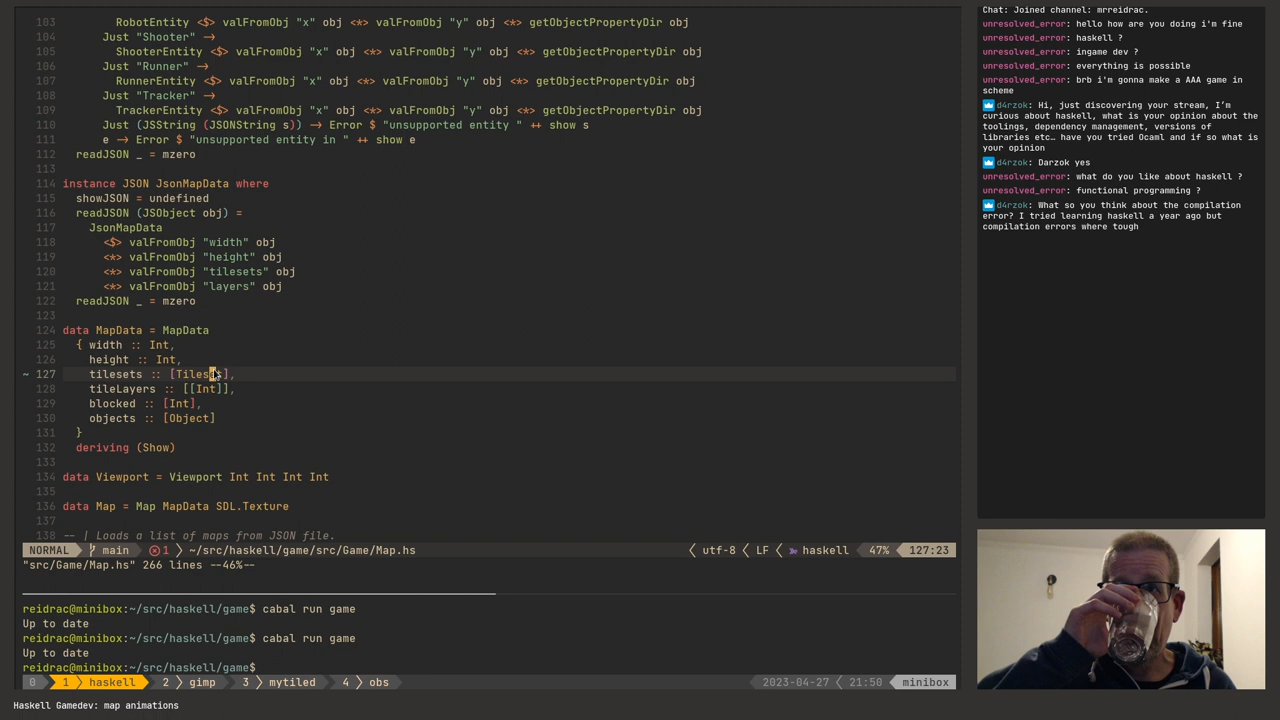 103 RobotEntity <$> valFromObj "x" obj <*> valFromObj "y" obj <*> getObjectPropertyDir obj
104 Just "Shooter" →
105 ShooterEntity <$> valFromObj "x" obj <*> valFromObj "y" obj <*> getObjectPropertyDir obj
106 Just "Runner" →
107 RunnerEntity <$> valFromObj "x" obj <*> valFromObj "y" obj <*> getObjectPropertyDir obj
108 Just "Tracker" →
109 TrackerEntity <$> valFromObj "x" obj <*> valFromObj "y" obj <*> getObjectPropertyDir obj
110 Just (JSString (JSONString s)) → Error $ "unsupported entity " ++ show s
111 e → Error $ "unsupported entity in " ++ show e
112 readJSON _ = mzero
113
114 instance JSON JsonMapData where
115 showJSON = undefined
116 readJSON (JSObject obj) =
117 JsonMapData
118 <$> valFromObj "width" obj
119 <*> valFromObj "height" obj
120 <*> valFromObj "tilesets" obj
121 <*> valFromObj "layers" obj
122 readJSON _ = mzero
123
124 data MapData = MapData
125 { width :: Int,
126 height :: Int,
~ 127 tilesets :: [Tileset],
128 tileLayers :: [[Int]],
129 blocked :: [Int],
130 objects :: [Object]
131 }
132 deriving (Show)
133
134 data Viewport = Viewport Int Int Int Int
135
136 data Map = Map MapData SDL.Texture
137
138 -- | Loads a list of maps from JSON file.
NORMAL main 1 ~/src/haskell/game/src/Game/Map.hs utf-8 LF haskell 47% 127:23
"src/Game/Map.hs" 266 lines --46%--
reidrac@minibox:~/src/haskell/game$ cabal run game
Up to date
reidrac@minibox:~/src/haskell/game$ cabal run game
Up to date
reidrac@minibox:~/src/haskell/game$
0 1 haskell 2 gimp 3 mytiled 4 obs 2023-04-27 21:50 minibox
Haskell Gamedev: map animations
Chat: Joined channel: mrreidrac.
unresolved_error: hello how are you doing i'm fine
unresolved_error: haskell ?
unresolved_error: ingame dev ?
unresolved_error: everything is possible
unresolved_error: brb i'm gonna make a AAA game in
scheme
d4rzok: Hi, just discovering your stream, I'm
curious about haskell, what is your opinion about the
toolings, dependency management, versions of
libraries etc… have you tried Ocaml and if so what is
your opinion
d4rzok: Darzok yes
unresolved_error: what do you like about haskell ?
unresolved_error: functional programming ?
d4rzok: What so you think about the compilation
error? I tried learning haskell a year ago but
compilation errors where tough